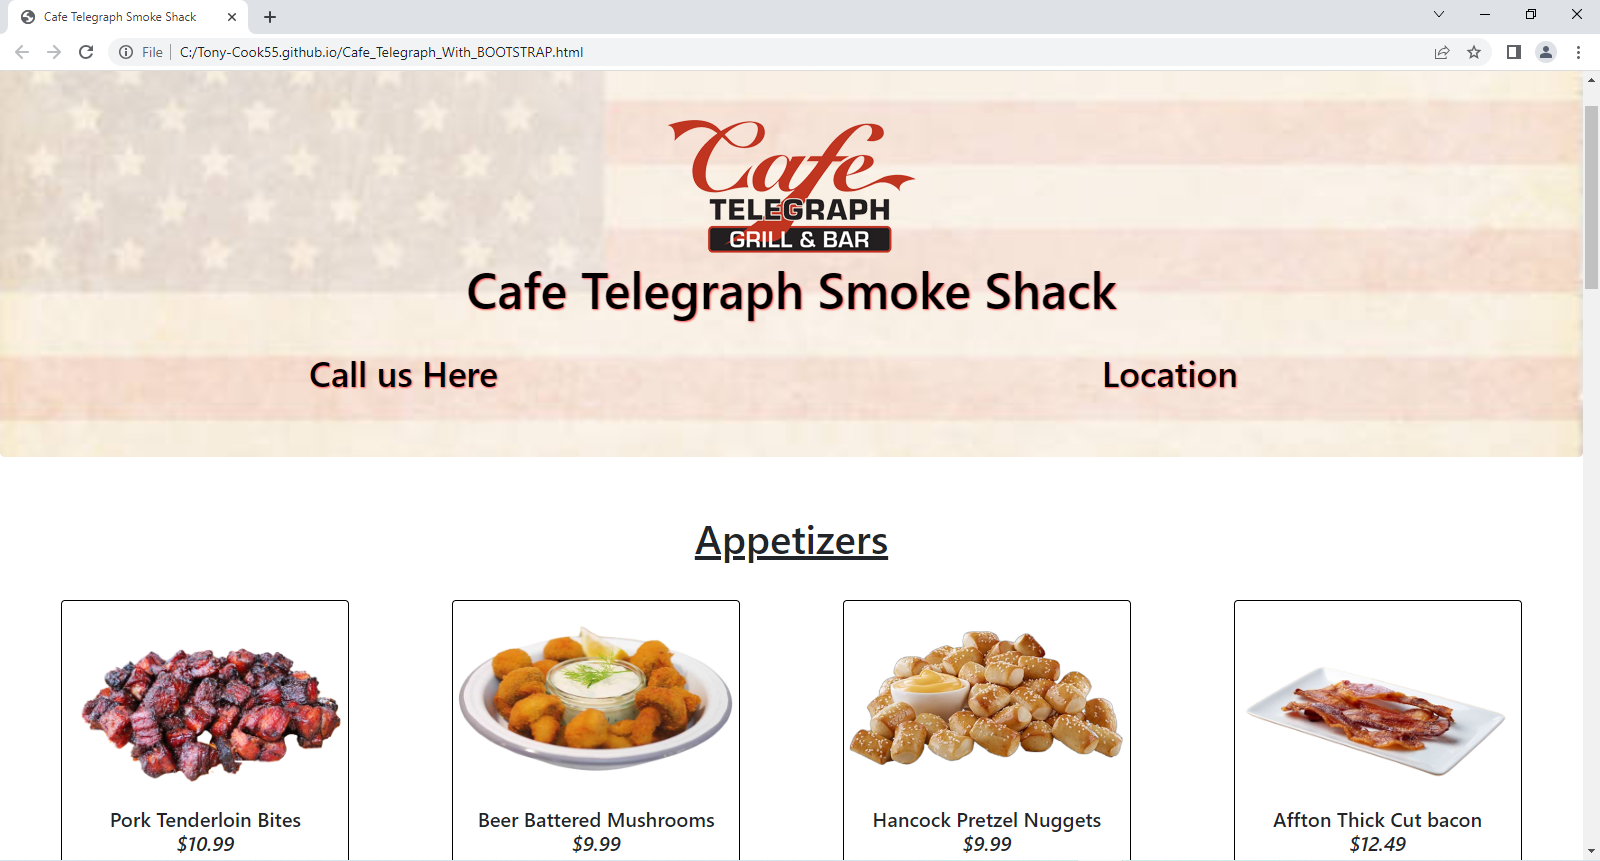 Cafe Telegraph Smoke Shack
File C:/Tony-Cook55.github.io/Cafe_Telegraph_With_BOOTSTRAP.html
Cafe
TELEGRAPH
GRILL & BAR
Cafe Telegraph Smoke Shack
Call us Here Location
Appetizers
Pork Tenderloin Bites Beer Battered Mushrooms Hancock Pretzel Nuggets Affton Thick Cut bacon
$10.99 $9.99 $9.99 $12.49